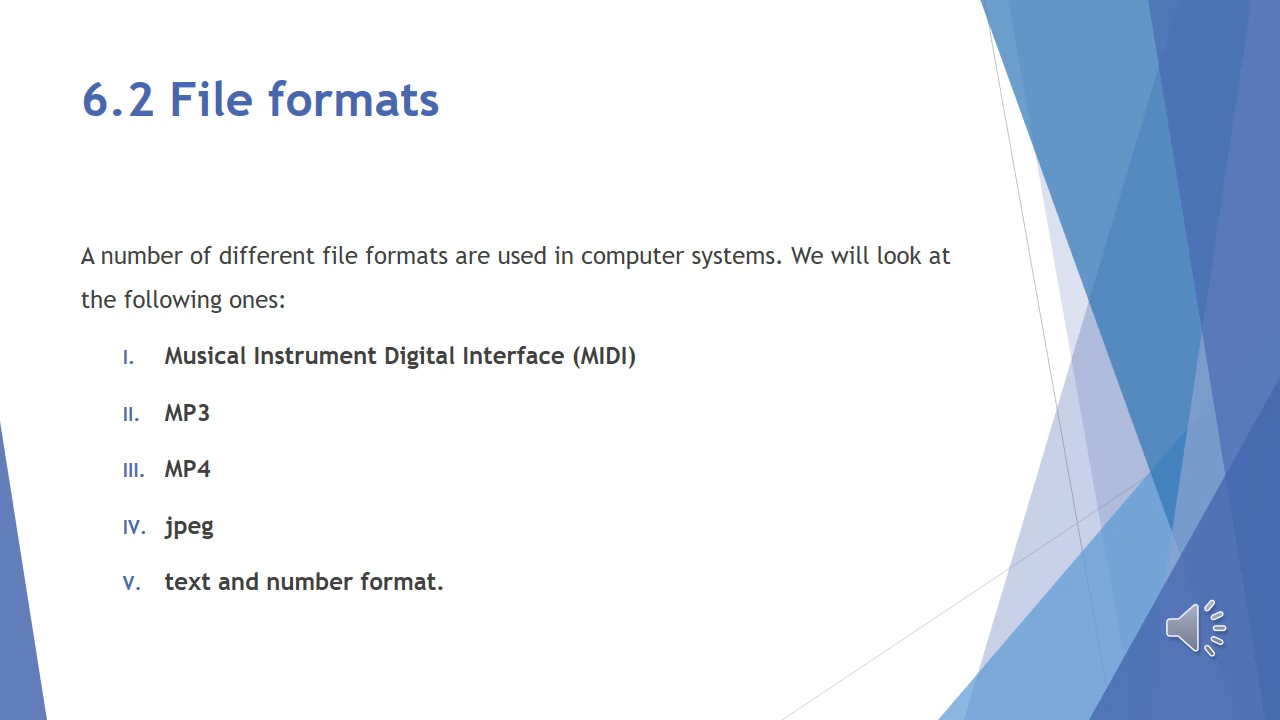 6.2 File formats
A number of different file formats are used in computer systems. We will look at
the following ones:
I. Musical Instrument Digital Interface (MIDI)
II. MP3
III. MP4
IV. jpeg
V. text and number format.